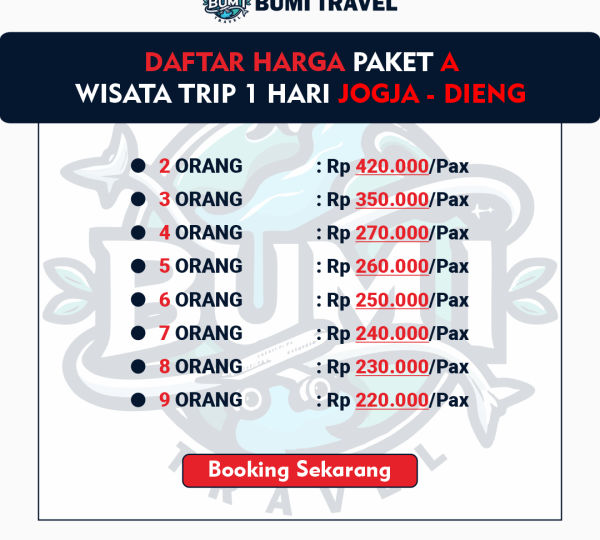 BUMI TRAVEL
DAFTAR HARGA PAKET A
WISATA TRIP 1 HARI JOGJA - DIENG
● 2 ORANG : Rp 420.000/Pax
● 3 ORANG : Rp 350.000/Pax
● 4 ORANG : Rp 270.000/Pax
● 5 ORANG : Rp 260.000/Pax
● 6 ORANG : Rp 250.000/Pax
● 7 ORANG : Rp 240.000/Pax
● 8 ORANG : Rp 230.000/Pax
● 9 ORANG : Rp 220.000/Pax
BUMI
Booking Sekarang
TRAVEL